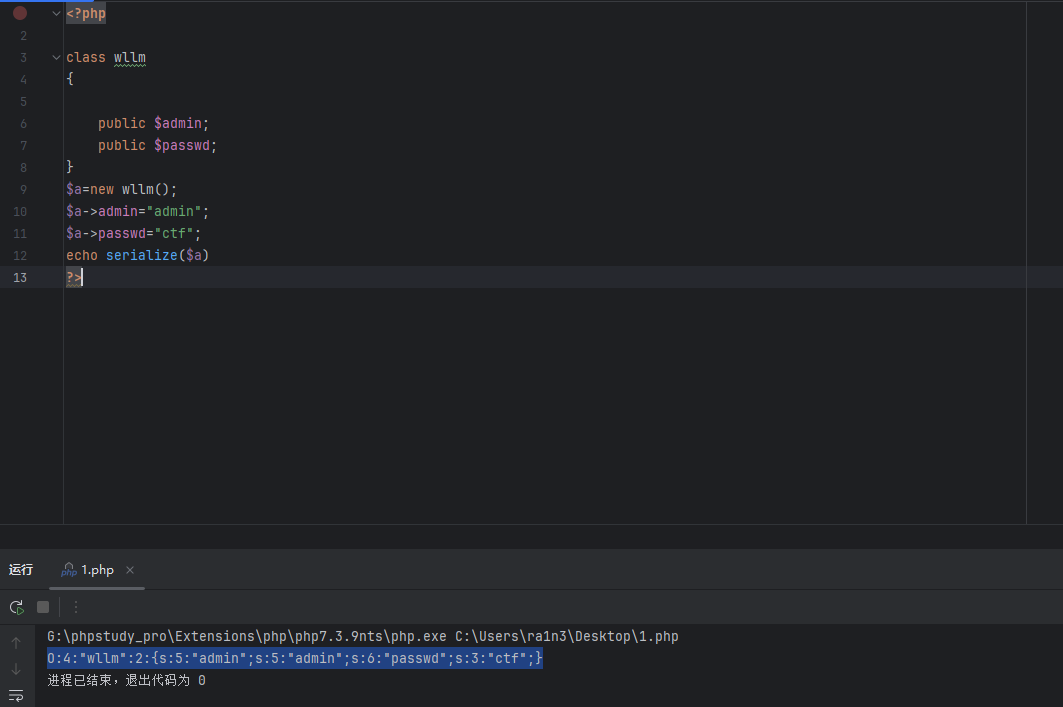 <?php
2
3 class wllm
4 {
5
6 public $admin;
7 public $passwd;
8 }
9 $a=new wllm();
10 $a->admin="admin";
11 $a->passwd="ctf";
12 echo serialize($a)
13 ?>
运行 php 1.php ×
G:\phpstudy_pro\Extensions\php\php7.3.9nts\php.exe C:\Users\ra1n3\Desktop\1.php
O:4:"wllm":2:{s:5:"admin";s:5:"admin";s:6:"passwd";s:3:"ctf";}
进程已结束，退出代码为 0